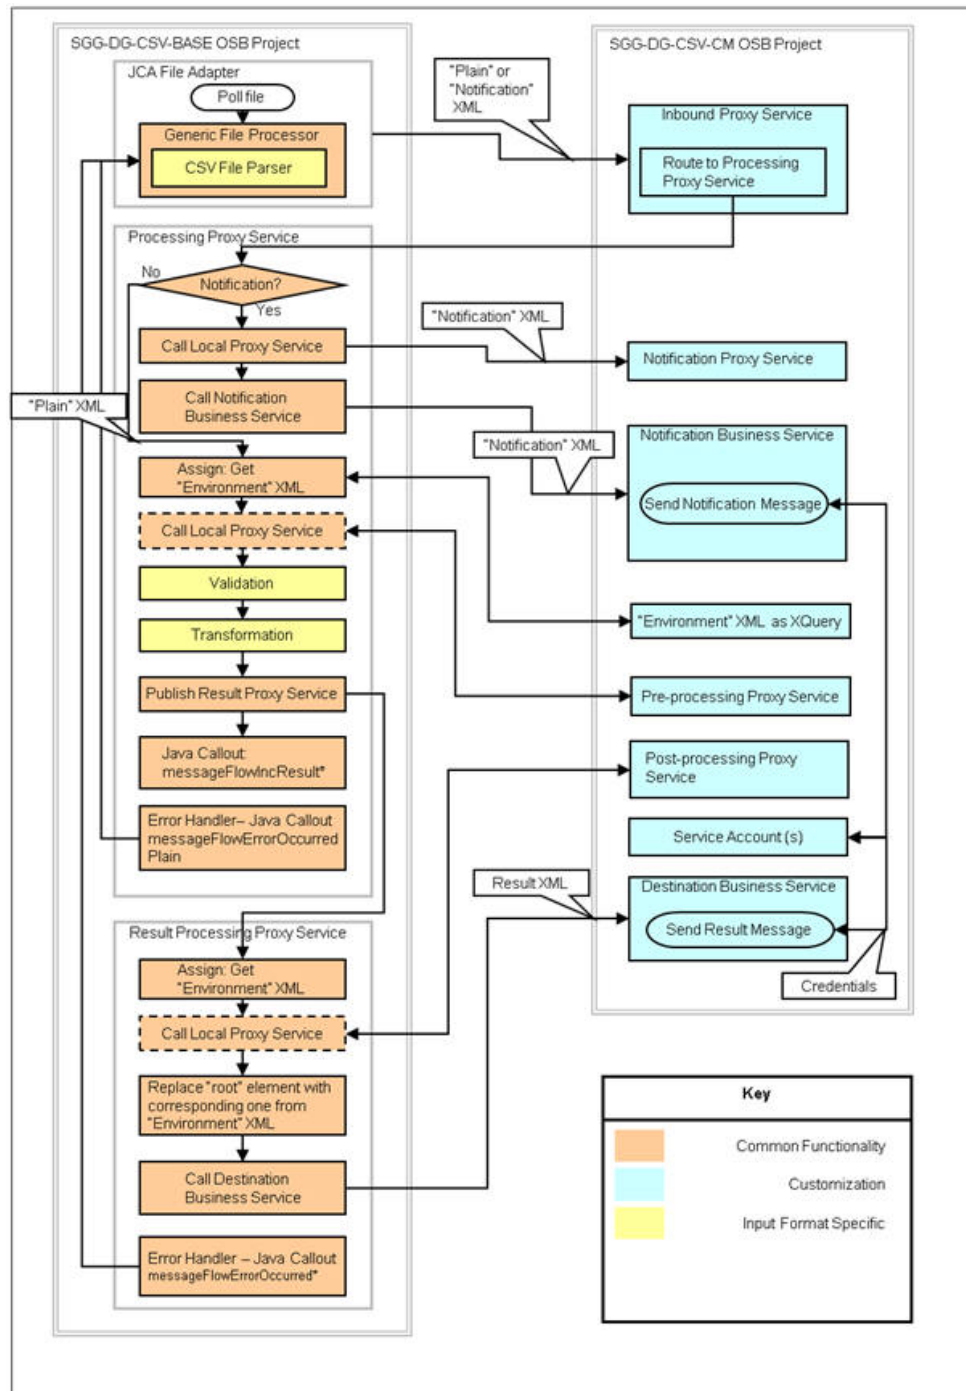 SGG-DG-CSV-BASE OSB Project
JCA File Adapter
Poll file
Generic File Processor
CSV File Parser
"Plain" or
"Notification"
XML
SGG-DG-CSV-CM OSB Project
Inbound Proxy Service
Route to Processing
Proxy Service
Processing Proxy Service
No
Notification?
Yes
Call Local Proxy Service
"Notification" XML
Notification Proxy Service
Call Notification
Business Service
"Plain" XML
"Notification" XML
Notification Business Service
Send Notification Message
Assign: Get
"Environment" XML
Call Local Proxy Service
Validation
Transformation
"Environment" XML as XQuery
Publish Result Proxy Service
Pre-processing Proxy Service
Java Callout:
messageFlowIncResult*
Post-processing Proxy
Service
Error Handler– Java Callout
messageFlowErrorOccurred
Plain
Service Account (s)
Result XML
Destination Business Service
Send Result Message
Credentials
Result Processing Proxy Service
Assign: Get
"Environment" XML
Call Local Proxy Service
Replace "root" element with
corresponding one from
"Environment" XML
Call Destination
Business Service
Error Handler – Java Callout
messageFlowErrorOccurred*
Key
Common Functionality
Customization
Input Format Specific